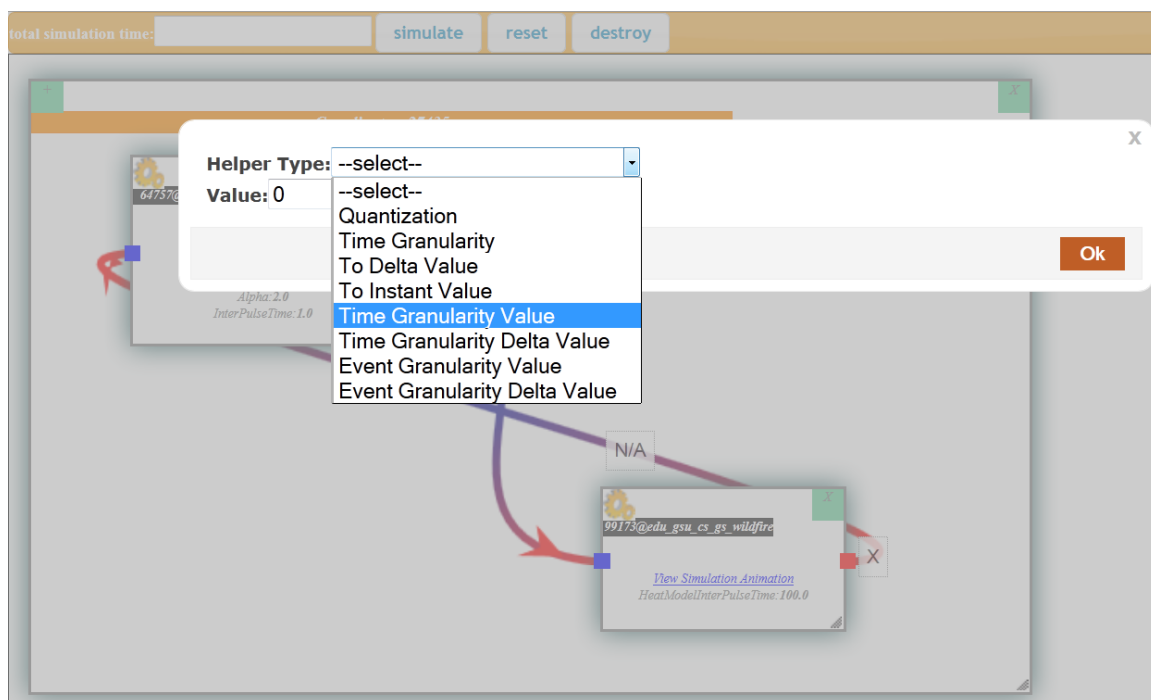 total simulation time:
simulate
reset
destroy
+
X
X
Helper Type: --select--
Value: 0
--select--
Quantization
Time Granularity
To Delta Value
To Instant Value
Time Granularity Value
Time Granularity Delta Value
Event Granularity Value
Event Granularity Delta Value
Ok
64757@
Alpha:2.0
InterPulseTime:1.0
N/A
X
99173@edu_gsu_cs_gs_wildfire
X
View Simulation Animation
HeatModelInterPulseTime:100.0